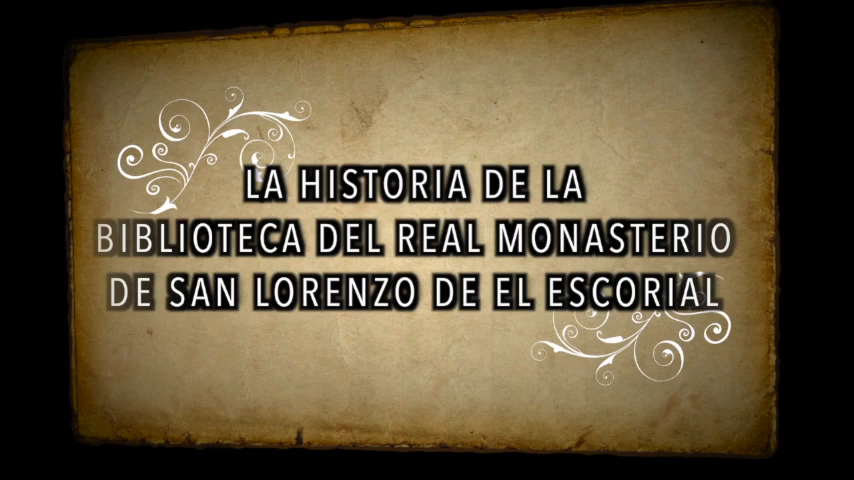 LA HISTORIA DE LA
BIBLIOTECA DEL REAL MONASTERIO
DE SAN LORENZO DE EL ESCORIAL